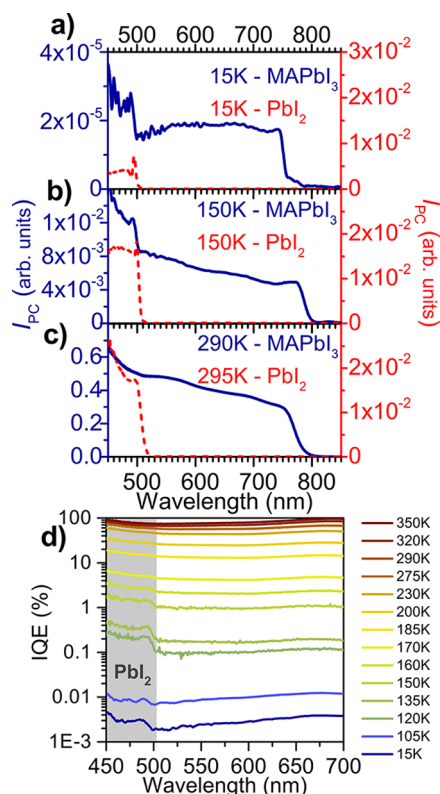 a)
500 600 700 800
4x10⁻⁵
2x10⁻⁵
0
15K - MAPbI₃
15K - PbI₂
3x10⁻²
2x10⁻²
1x10⁻²
0
b)
1x10⁻²
8x10⁻³
4x10⁻³
0
150K - MAPbI₃
150K - PbI₂
2x10⁻²
1x10⁻²
0
I_PC (arb. units)
I_PC (arb. units)
c)
0.6
0.4
0.2
0.0
290K - MAPbI₃
295K - PbI₂
2x10⁻²
1x10⁻²
0
500 600 700 800
Wavelength (nm)
d)
100
10
1
0.1
0.01
1E-3
IQE (%)
PbI₂
450 500 550 600 650 700
Wavelength (nm)
350K
320K
290K
275K
230K
200K
185K
170K
160K
150K
135K
120K
105K
15K